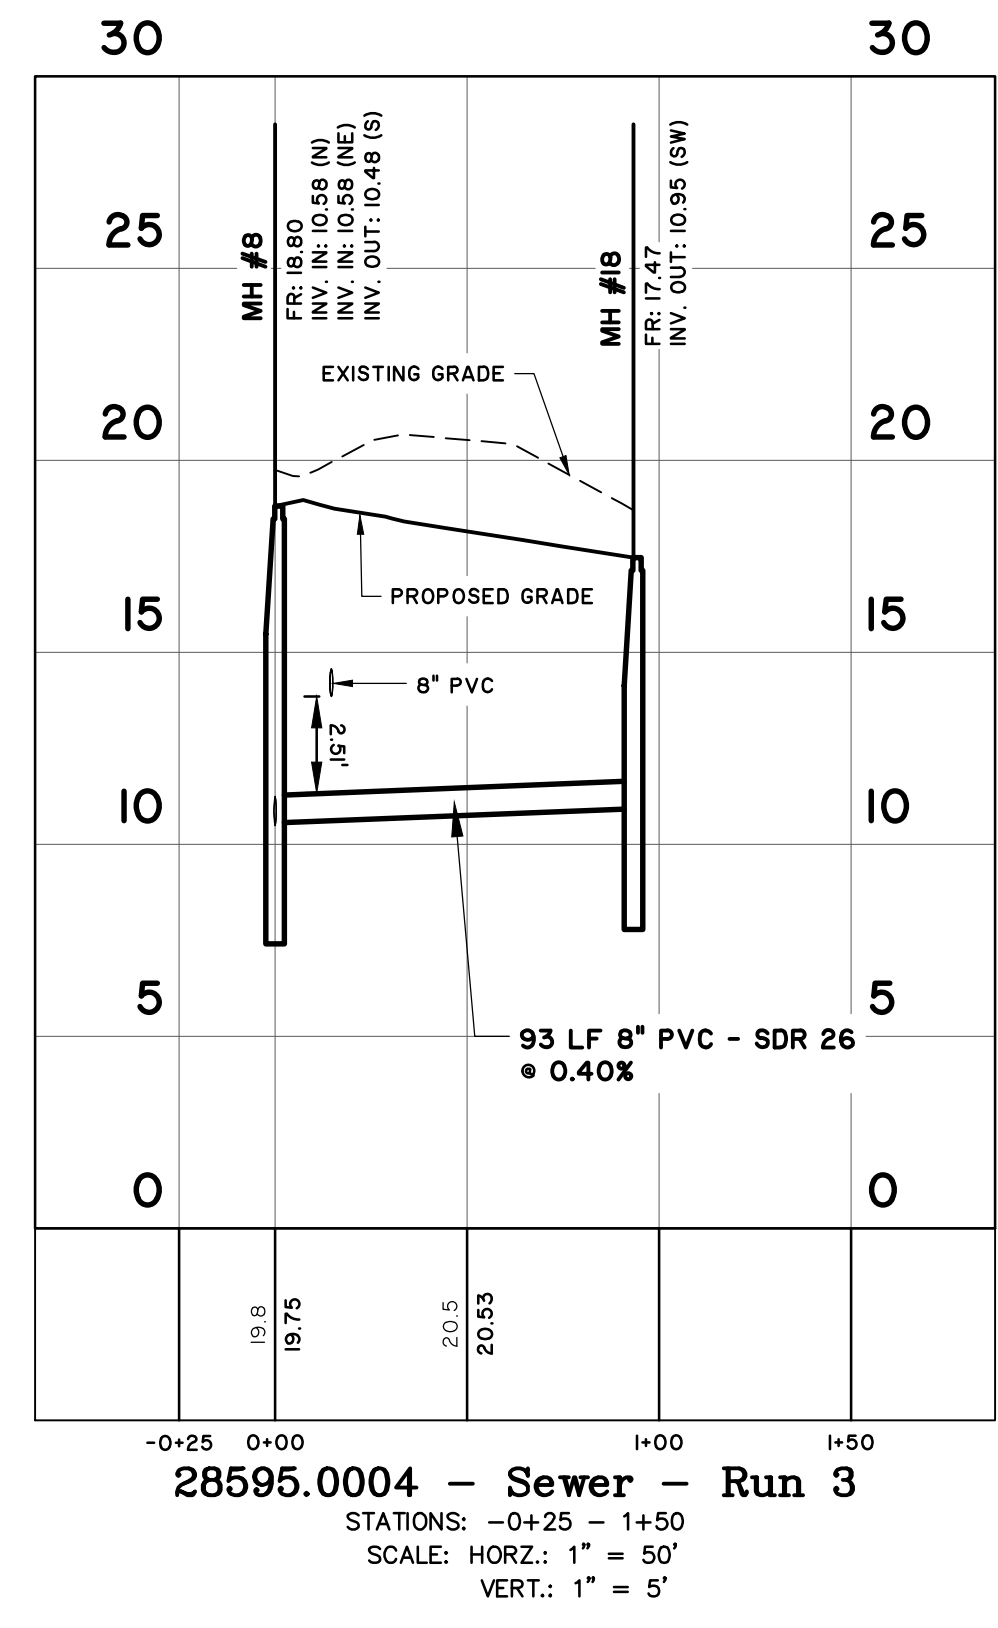 30 30
25 25
20 20
15 15
10 10
5 5
0 0
MH #8
FR: 18.80
INV. IN: 10.58 (N)
INV. IN: 10.58 (NE)
INV. OUT: 10.48 (S)
MH #18
FR: 17.47
INV. OUT: 10.95 (SW)
EXISTING GRADE
PROPOSED GRADE
8" PVC
2.51'
93 LF 8" PVC - SDR 26
@ 0.40%
19.8
19.75
20.5
20.53
-0+25 0+00 1+00 1+50
28595.0004 - Sewer - Run 3
STATIONS: -0+25 - 1+50
SCALE: HORZ.: 1" = 50'
VERT.: 1" = 5'